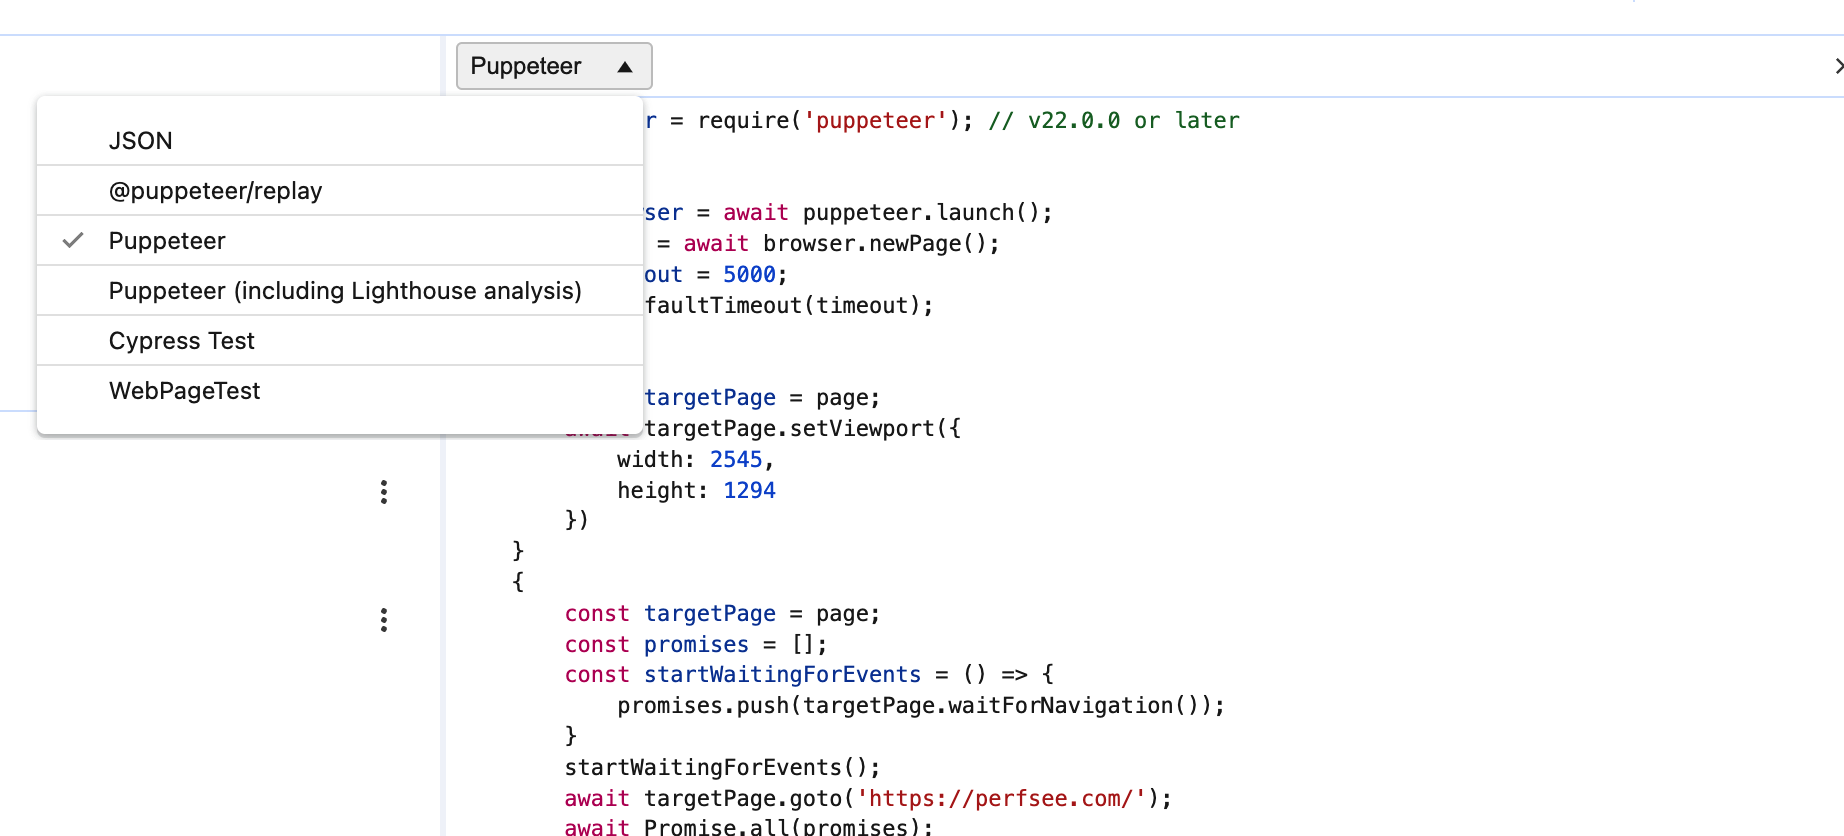 Puppeteer
JSON
@puppeteer/replay
Puppeteer
Puppeteer (including Lighthouse analysis)
Cypress Test
WebPageTest
r = require('puppeteer'); // v22.0.0 or later
ser = await puppeteer.launch();
= await browser.newPage();
out = 5000;
faultTimeout(timeout);
targetPage = page;
await targetPage.setViewport({
width: 2545,
height: 1294
})
}
{
const targetPage = page;
const promises = [];
const startWaitingForEvents = () => {
promises.push(targetPage.waitForNavigation());
}
startWaitingForEvents();
await targetPage.goto('https://perfsee.com/');
await Promise.all(promises);